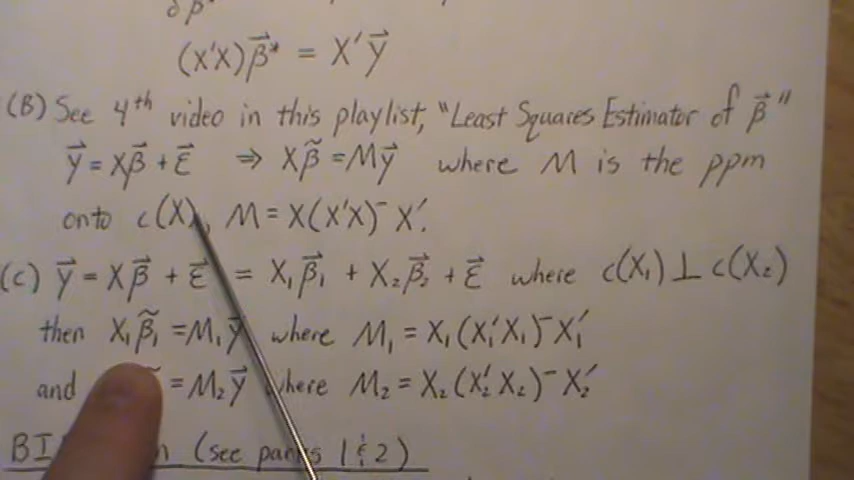 ∂β
(X'X)β⃗* = X'Y⃗
(B) See 4th video in this playlist, "Least Squares Estimator of β⃗"
Y⃗ = Xβ⃗ + ε⃗ ⇒ Xβ̃ = My⃗ where M is the ppm
onto c(X), M = X(X'X)⁻X'.
(C) Y⃗ = Xβ⃗ + ε⃗ = X₁β⃗₁ + X₂β⃗₂ + ε⃗ where c(X₁) ⊥ c(X₂)
then X₁β̃₁ = M₁y⃗ where M₁ = X₁(X₁'X₁)⁻X₁'
and = M₂y⃗ where M₂ = X₂(X₂'X₂)⁻X₂'
(see parts 1 & 2)